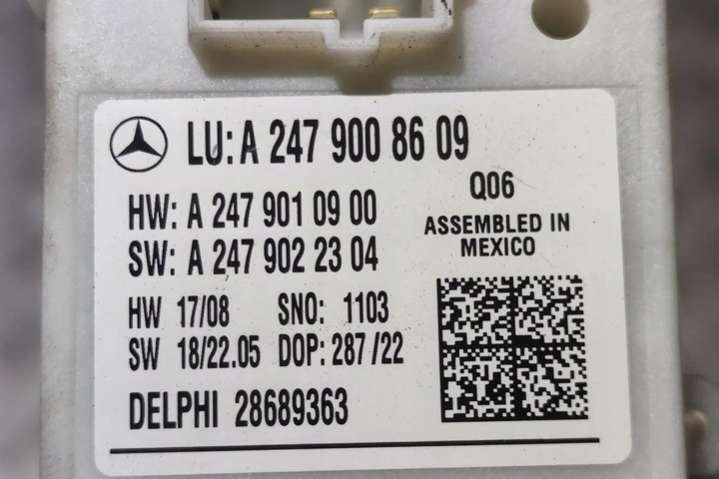 LU: A 247 900 86 09
HW: A 247 901 09 00
SW: A 247 902 23 04
Q06
ASSEMBLED IN
MEXICO
HW 17/08 SNO: 1103
SW 18/22.05 DOP: 287/22
DELPHI 28689363